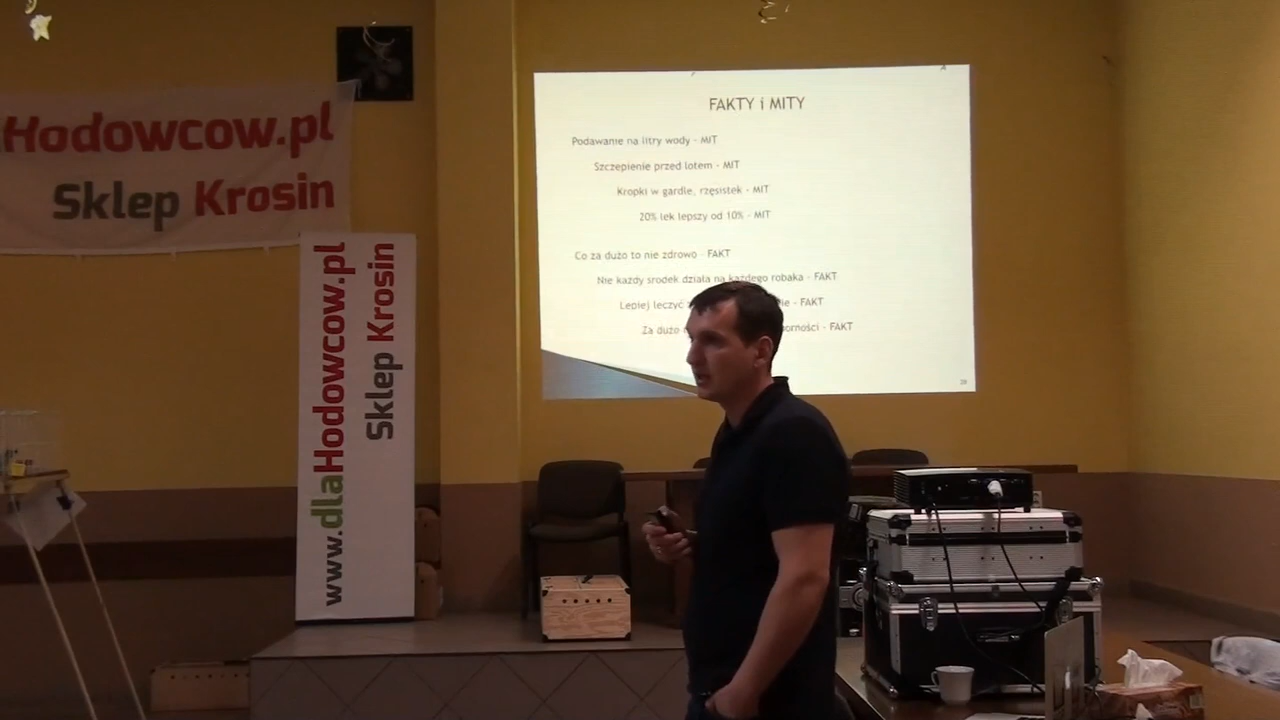 Hodowcow.pl
Sklep Krosin
www.dlaHodowcow.pl
Sklep Krosin
FAKTY i MITY
Podawanie na litry wody - MIT
Szczepienie przed lotem - MIT
Kropki w gardle, rzęsistek - MIT
20% lek lepszy od 10% - MIT
Co za dużo to nie zdrowo - FAKT
Nie każdy srodek działa na każdego robaka - FAKT
Lepiej leczyć - FAKT
Za dużo - FAKT